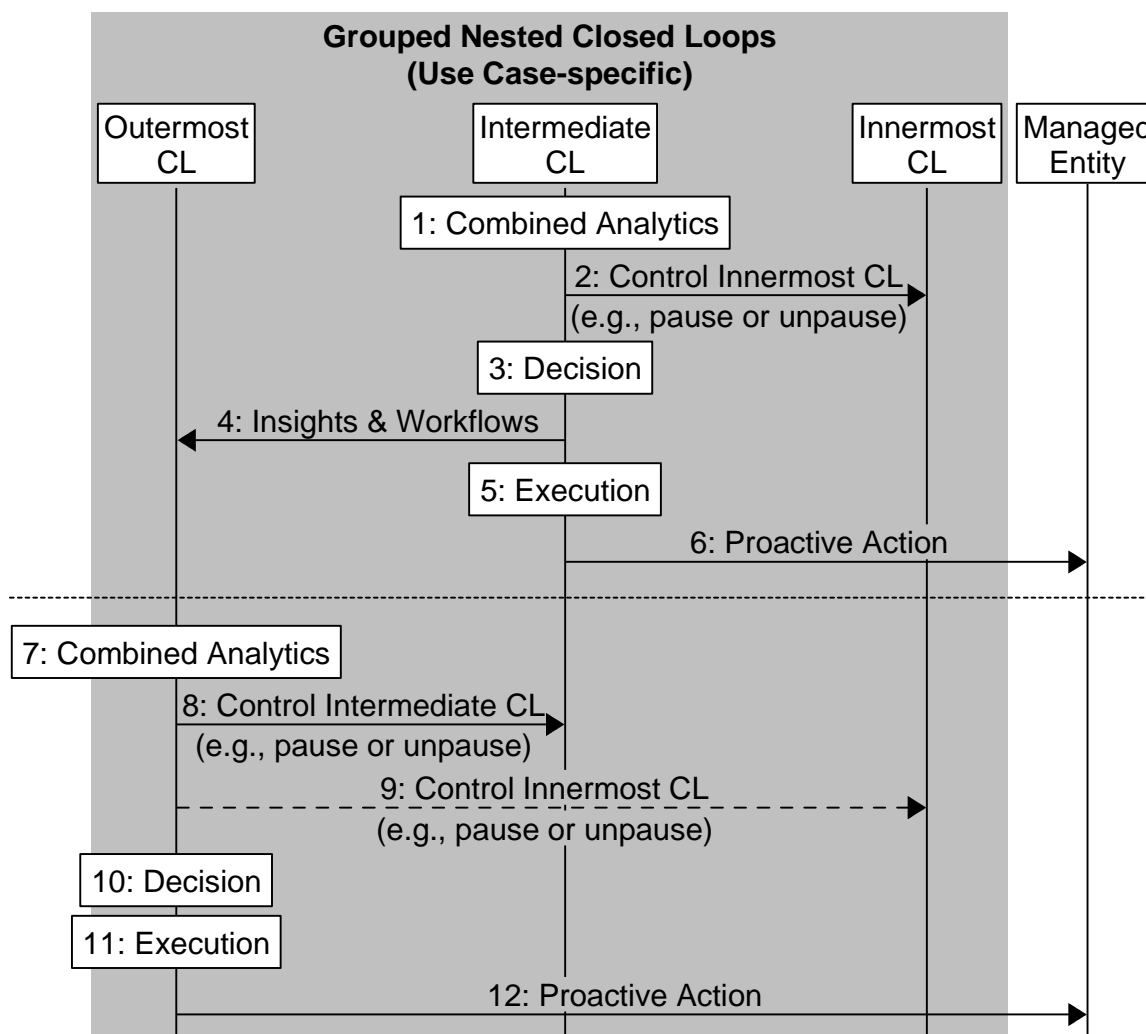 Grouped Nested Closed Loops
(Use Case-specific)
Outermost
CL
Intermediate
CL
Innermost
CL
Managed
Entity
1: Combined Analytics
2: Control Innermost CL
(e.g., pause or unpause)
3: Decision
4: Insights & Workflows
5: Execution
6: Proactive Action
7: Combined Analytics
8: Control Intermediate CL
(e.g., pause or unpause)
9: Control Innermost CL
(e.g., pause or unpause)
10: Decision
11: Execution
12: Proactive Action